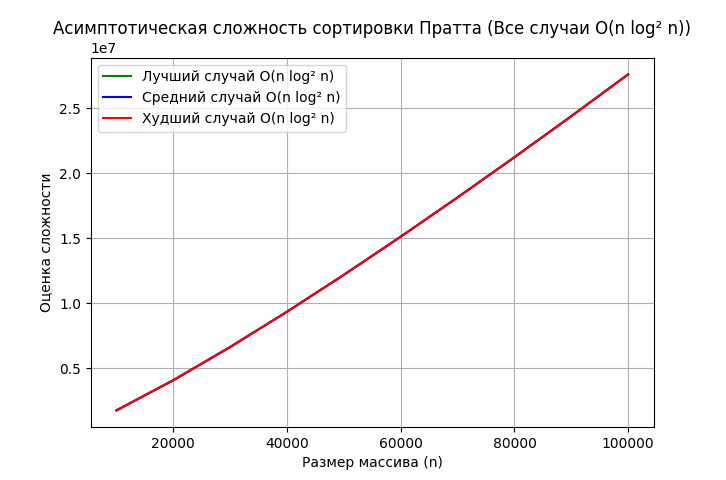 Асимптотическая сложность сортировки Пратта (Все случаи O(n log² n))
1e7
Лучший случай O(n log² n)
Средний случай O(n log² n)
Худший случай O(n log² n)
2.5
2.0
1.5
1.0
0.5
Оценка сложности
20000 40000 60000 80000 100000
Размер массива (n)